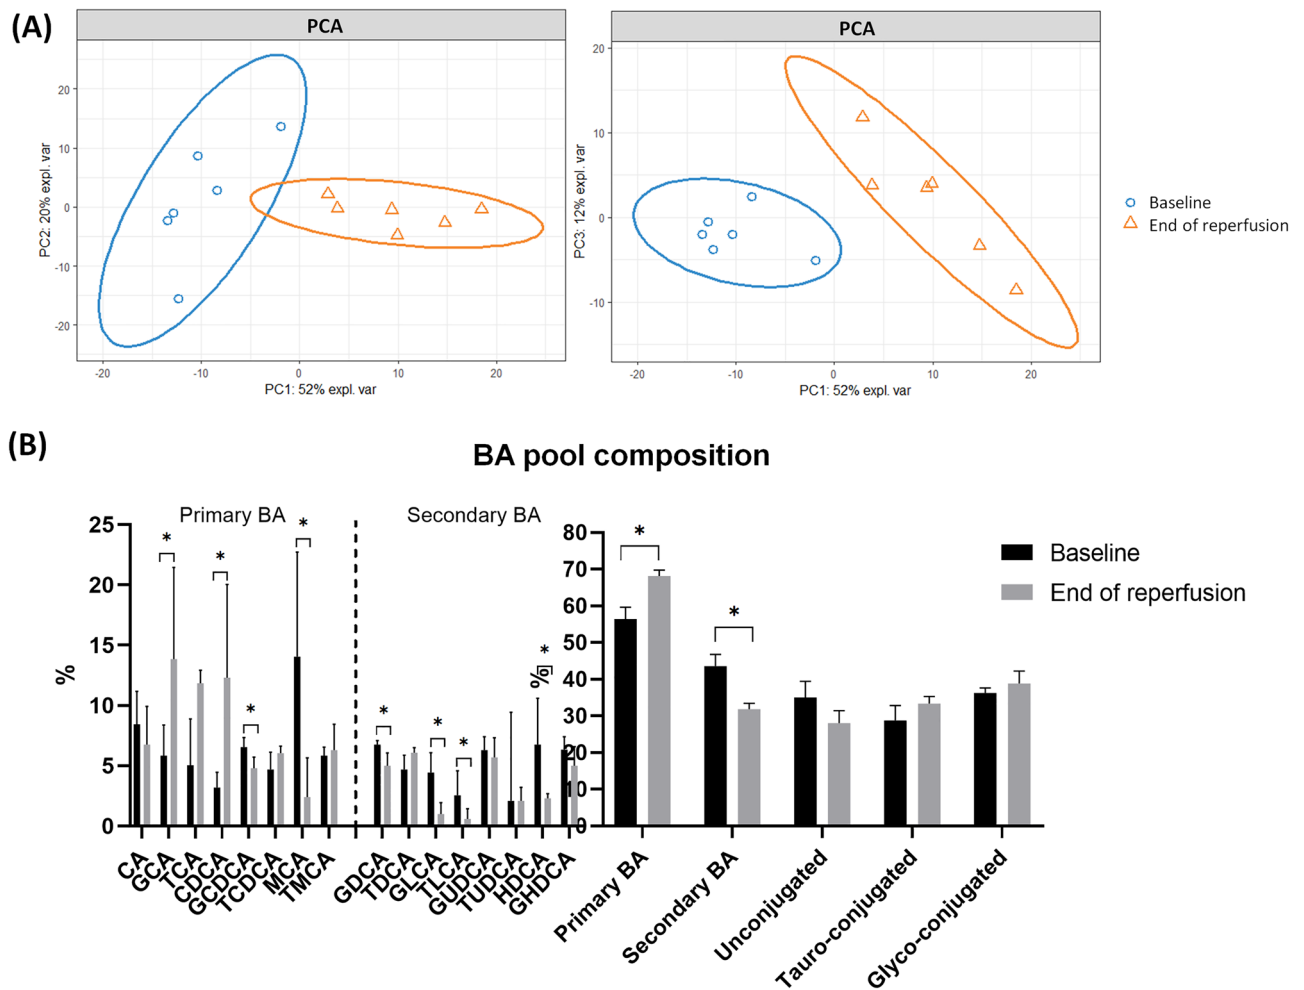 (A)
PCA
20
10
0
-10
-20
PC2: 20% expl. var
-20
-10
0
10
20
PC1: 52% expl. var
PCA
20
10
0
-10
PC3: 12% expl. var
-20
-10
0
10
20
PC1: 52% expl. var
Baseline
End of reperfusion
(B)
BA pool composition
Primary BA
Secondary BA
25
20
15
10
5
0
%
* * * * * * * *
CA
GCA
TCA
CDCA
GCDCA
TCDCA
MCA
TMCA
GDCA
TDCA
GLCA
TLCA
GUDCA
TUDCA
HDCA
GHDCA
80
70
60
50
40
30
20
10
0
%
* *
Primary BA
Secondary BA
Unconjugated
Tauro-conjugated
Glyco-conjugated
Baseline
End of reperfusion